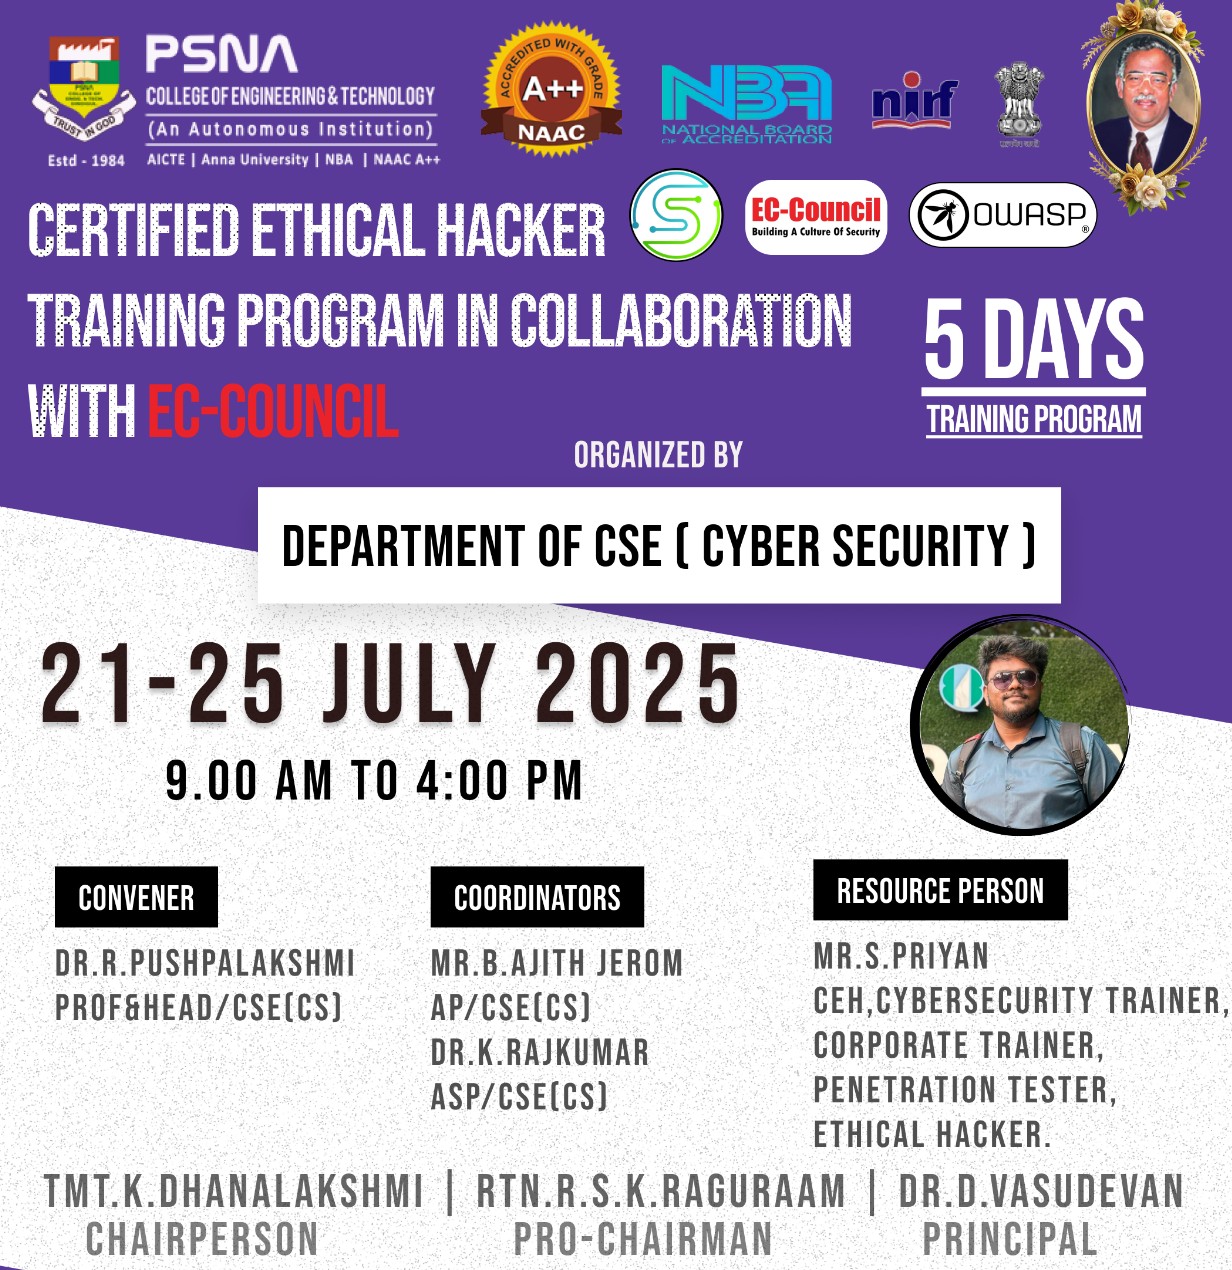 PSNA
COLLEGE OF ENGINEERING & TECHNOLOGY
(An Autonomous Institution)
AICTE | Anna University | NBA | NAAC A++
PSNA
TRUST IN GOD
Estd - 1984
ACCREDITED WITH GRADE
A++
NAAC
NBA
NATIONAL BOARD
OF ACCREDITATION
nirf
CERTIFIED ETHICAL HACKER
S
EC-Council
Building A Culture Of Security
OWASP®
TRAINING PROGRAM IN COLLABORATION
WITH EC-COUNCIL
5 DAYS
TRAINING PROGRAM
ORGANIZED BY
DEPARTMENT OF CSE ( CYBER SECURITY )
21-25 JULY 2025
9.00 AM TO 4:00 PM
CONVENER
DR.R.PUSHPALAKSHMI
PROF&HEAD/CSE(CS)
COORDINATORS
MR.B.AJITH JEROM
AP/CSE(CS)
DR.K.RAJKUMAR
ASP/CSE(CS)
RESOURCE PERSON
MR.S.PRIYAN
CEH,CYBERSECURITY TRAINER,
CORPORATE TRAINER,
PENETRATION TESTER,
ETHICAL HACKER.
TMT.K.DHANALAKSHMI | RTN.R.S.K.RAGURAAM | DR.D.VASUDEVAN
CHAIRPERSON PRO-CHAIRMAN PRINCIPAL